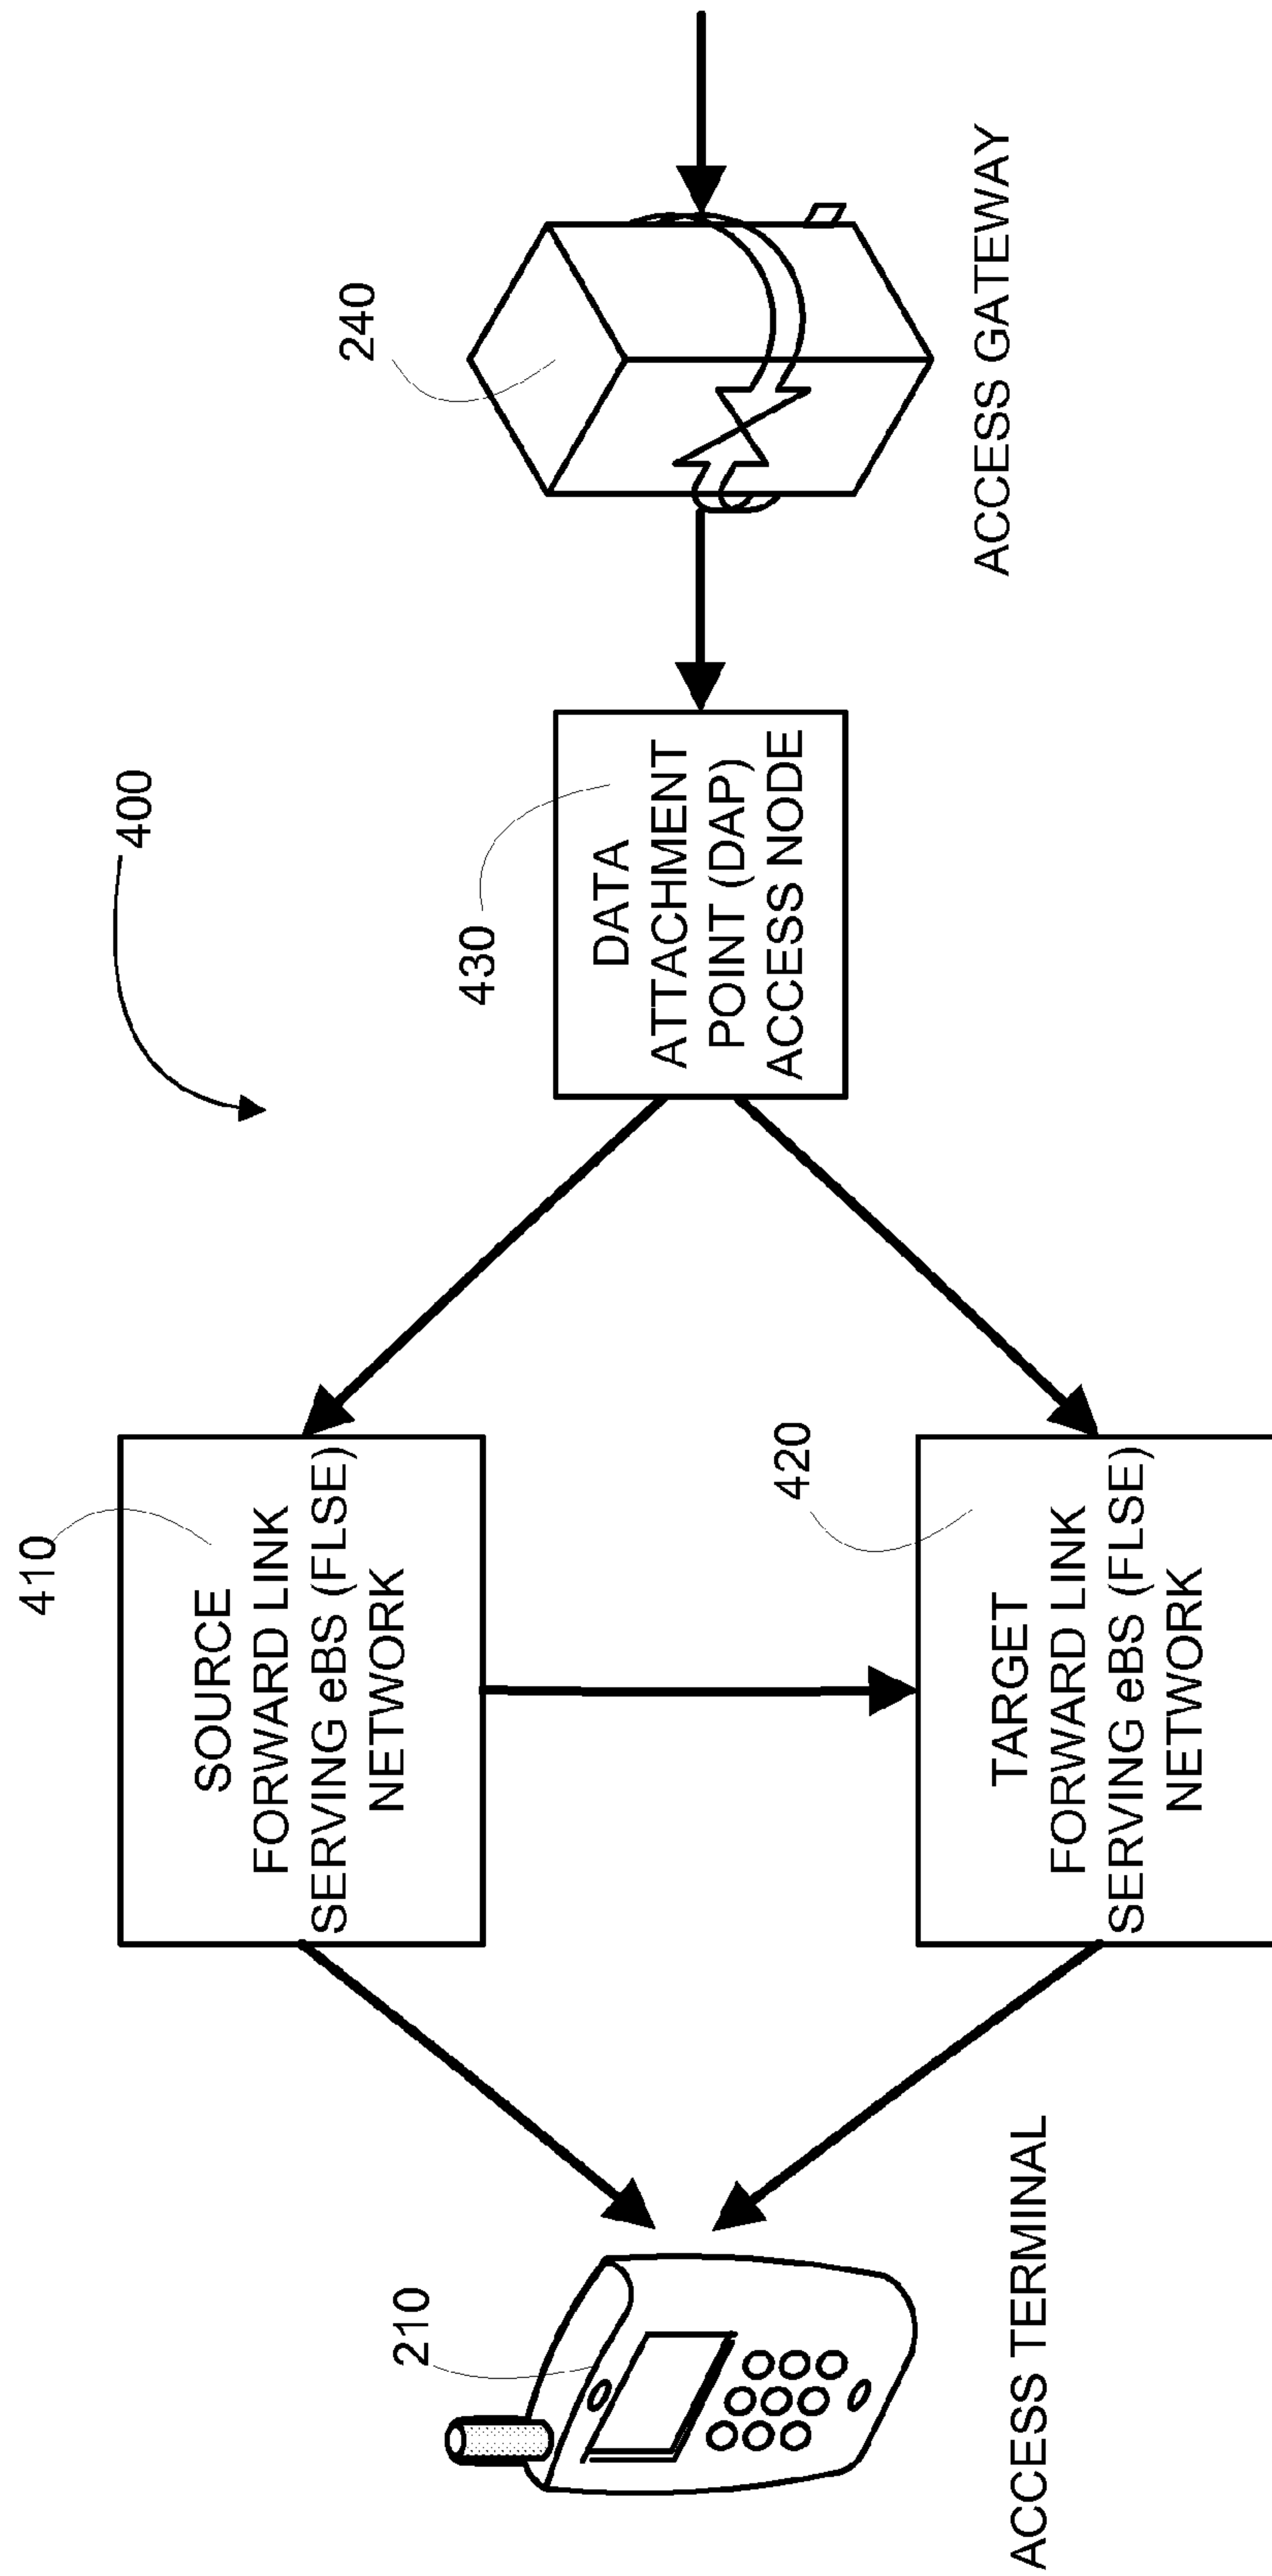 400
410
SOURCE
FORWARD LINK
SERVING eBS (FLSE)
NETWORK
210
ACCESS TERMINAL
420
TARGET
FORWARD LINK
SERVING eBS (FLSE)
NETWORK
430
DATA
ATTACHMENT
POINT (DAP)
ACCESS NODE
240
ACCESS GATEWAY